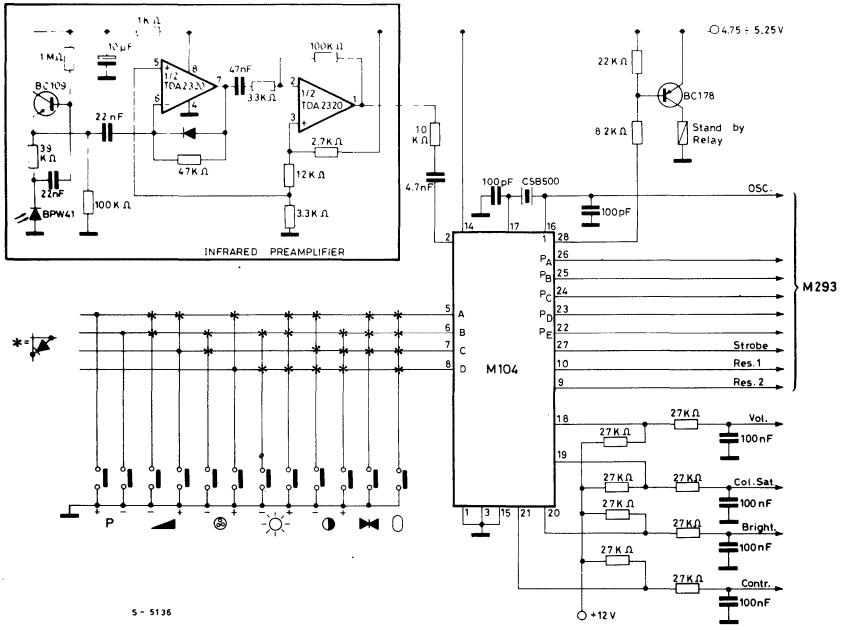 1KΩ
1MΩ
10µF
BC109
5
+
1/2
TDA2320
8
7
6
-
4
47nF
33KΩ
100KΩ
2
-
1/2
TDA2320
1
3
+
22nF
39
KΩ
22nF
BPW41
100KΩ
47KΩ
2.7KΩ
12KΩ
3.3KΩ
INFRARED PREAMPLIFIER
10
KΩ
4.7nF
4.75 ÷ 5.25V
22KΩ
BC178
8.2KΩ
Stand by
Relay
100pF
CSB500
OSC.
100pF
2
14
17
16
1
28
26
PA
25
PB
24
PC
23
PD
22
PE
M293
27
Strobe
10
Res.1
9
Res.2
5
A
6
B
7
C
8
D
M104
*=
18
27KΩ
Vol.
27KΩ
100nF
19
27KΩ
27KΩ
Col.Sat.
100nF
27KΩ
Bright.
27KΩ
100nF
27KΩ
27KΩ
Contr.
100nF
1
3
15
21
20
+ - - + - + - + - +
P
+12V
S - 5136